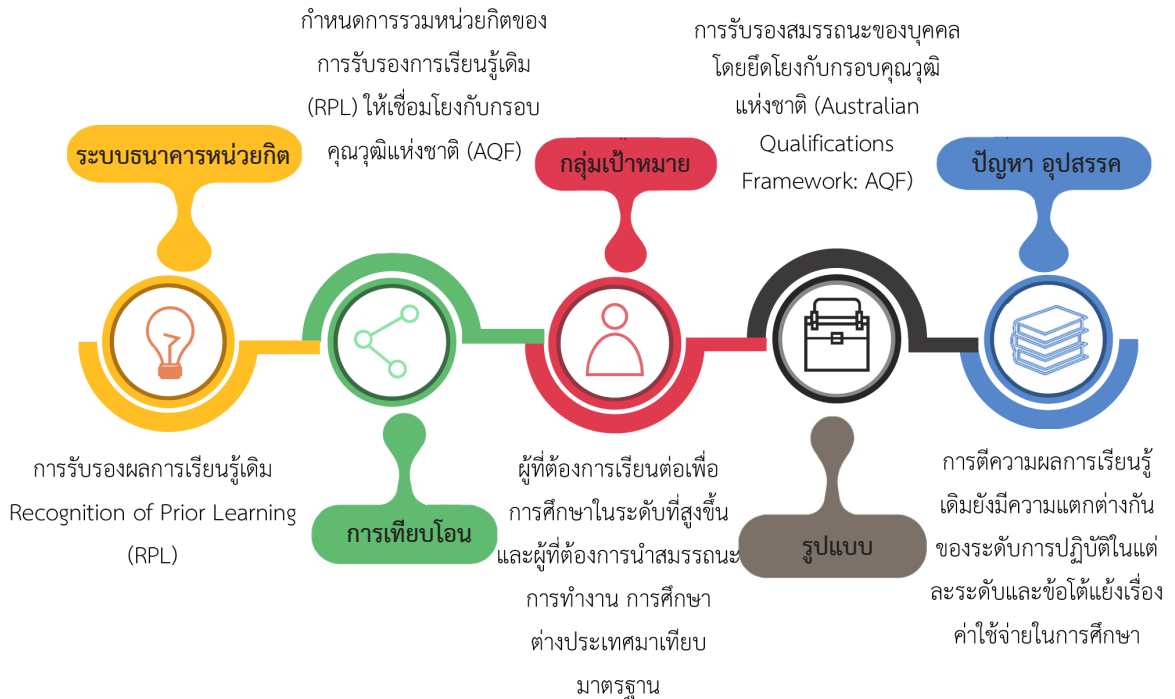 ระบบธนาคารหน่วยกิต
การรับรองผลการเรียนรู้เดิม
Recognition of Prior Learning
(RPL)
กำหนดการรวมหน่วยกิตของ
การรับรองการเรียนรู้เดิม
(RPL) ให้เชื่อมโยงกับกรอบ
คุณวุฒิแห่งชาติ (AQF)
การเทียบโอน
กลุ่มเป้าหมาย
ผู้ที่ต้องการเรียนต่อเพื่อ
การศึกษาในระดับที่สูงขึ้น
และผู้ที่ต้องการนำสมรรถนะ
การทำงาน การศึกษา
ต่างประเทศมาเทียบ
มาตรฐาน
การรับรองสมรรถนะของบุคคล
โดยยึดโยงกับกรอบคุณวุฒิ
แห่งชาติ (Australian
Qualifications
Framework: AQF)
รูปแบบ
ปัญหา อุปสรรค
การตีความผลการเรียนรู้
เดิมยังมีความแตกต่างกัน
ของระดับการปฏิบัติในแต่
ละระดับและข้อโต้แย้งเรื่อง
ค่าใช้จ่ายในการศึกษา